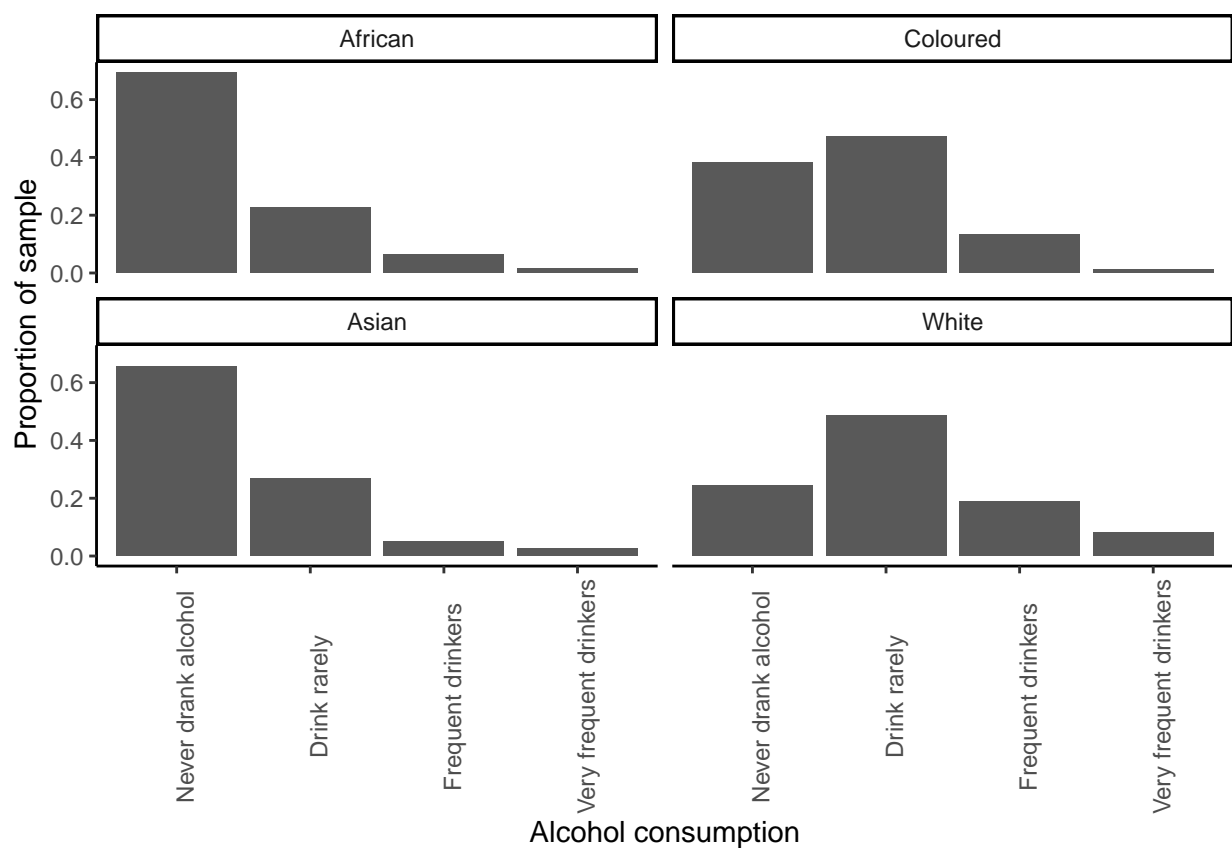 African
Coloured
0.6
0.4
0.2
0.0
Asian
White
0.6
0.4
0.2
0.0
Proportion of sample
Never drank alcohol
Drink rarely
Frequent drinkers
Very frequent drinkers
Never drank alcohol
Drink rarely
Frequent drinkers
Very frequent drinkers
Alcohol consumption